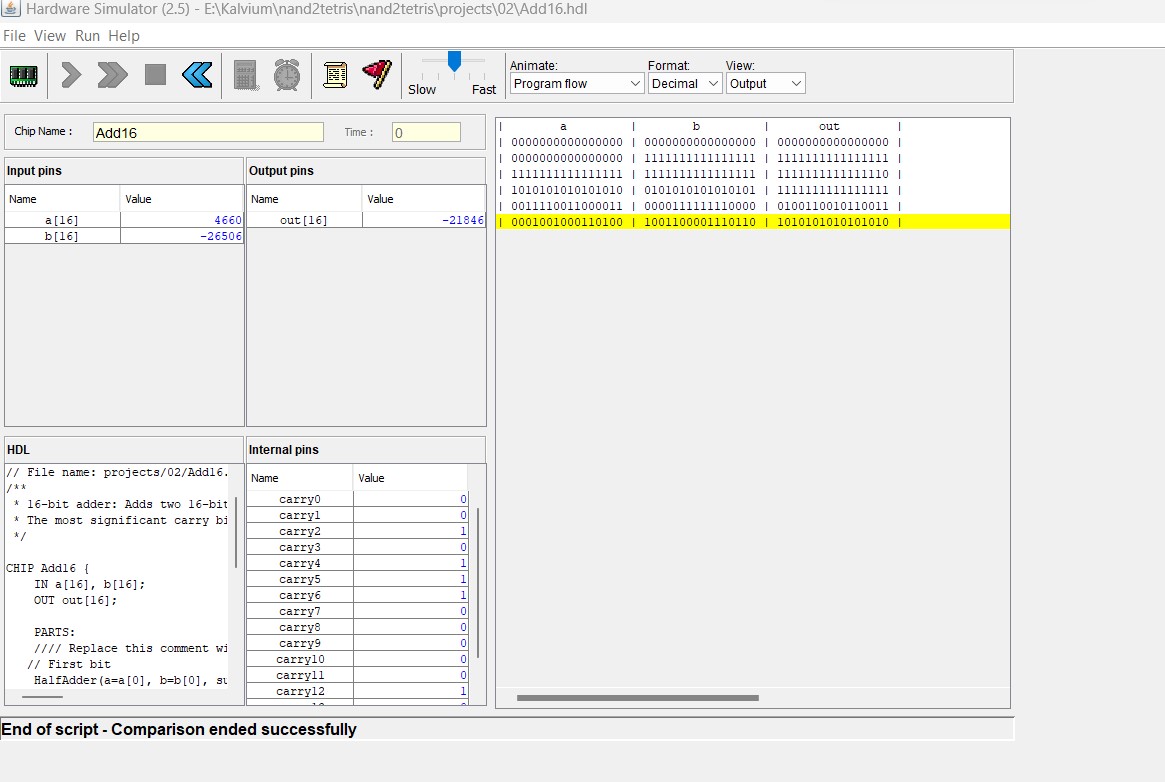 Hardware Simulator (2.5) - E:\Kalvium\nand2tetris\nand2tetris\projects\02\Add16.hdl
File View Run Help
Slow Fast
Animate: Format: View:
Program flow Decimal Output
Chip Name : Add16 Time : 0
Input pins
Name Value
a[16] 4660
b[16] -26506
Output pins
Name Value
out[16] -21846
| a | b | out |
| 0000000000000000 | 0000000000000000 | 0000000000000000 |
| 0000000000000000 | 1111111111111111 | 1111111111111111 |
| 1111111111111111 | 1111111111111111 | 1111111111111110 |
| 1010101010101010 | 0101010101010101 | 1111111111111111 |
| 0011110011000011 | 0000111111110000 | 0100110010110011 |
| 0001001000110100 | 1001100001110110 | 1010101010101010 |
HDL
// File name: projects/02/Add16.
/**
* 16-bit adder: Adds two 16-bit
* The most significant carry bi
*/
CHIP Add16 {
IN a[16], b[16];
OUT out[16];
PARTS:
//// Replace this comment wi
// First bit
HalfAdder(a=a[0], b=b[0], su
Internal pins
Name Value
carry0 0
carry1 0
carry2 1
carry3 0
carry4 1
carry5 1
carry6 1
carry7 0
carry8 0
carry9 0
carry10 0
carry11 0
carry12 1
End of script - Comparison ended successfully